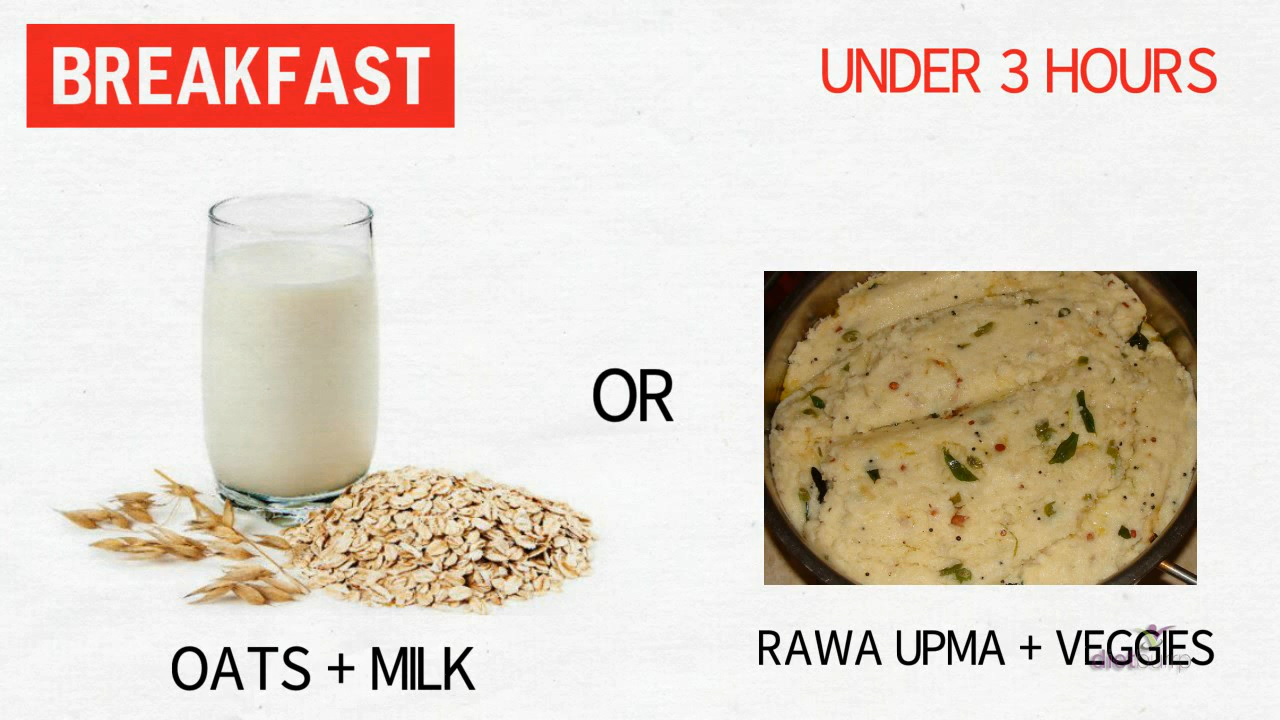 BREAKFAST
UNDER 3 HOURS
OR
OATS + MILK
RAWA UPMA + VEGGIES